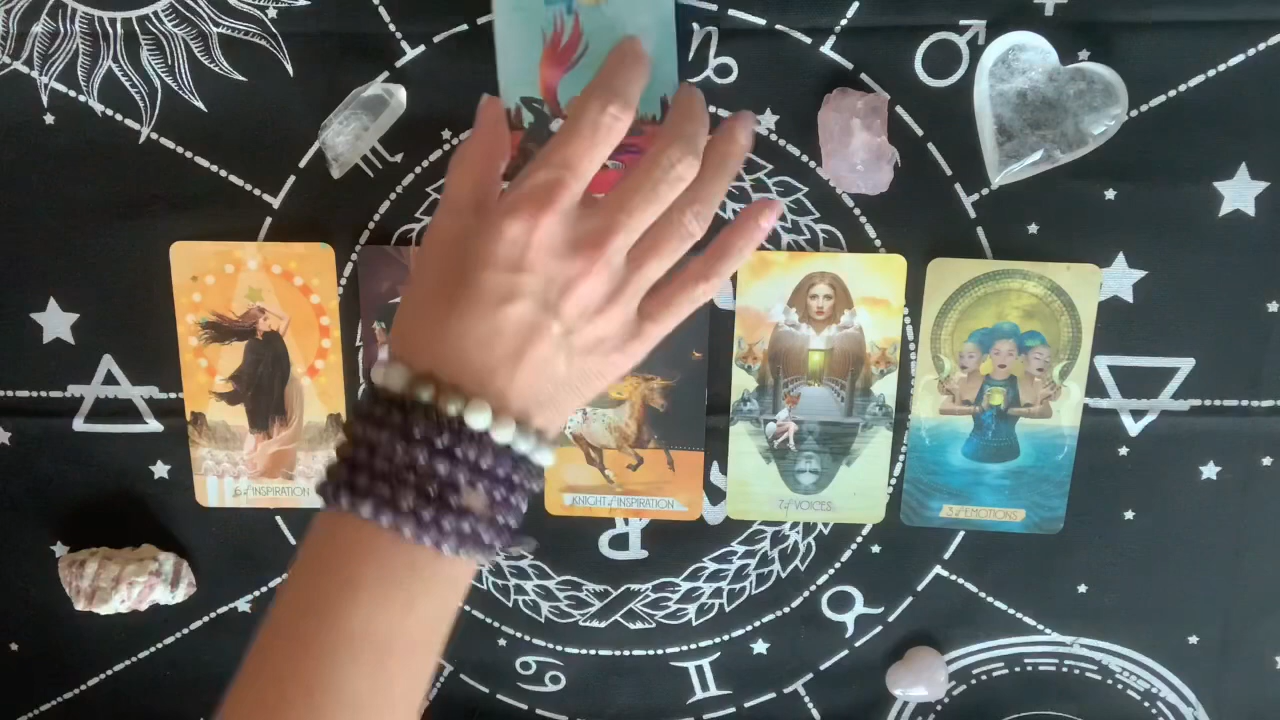 6 of INSPIRATION
KNIGHT of INSPIRATION
7 of VOICES
3 of EMOTIONS